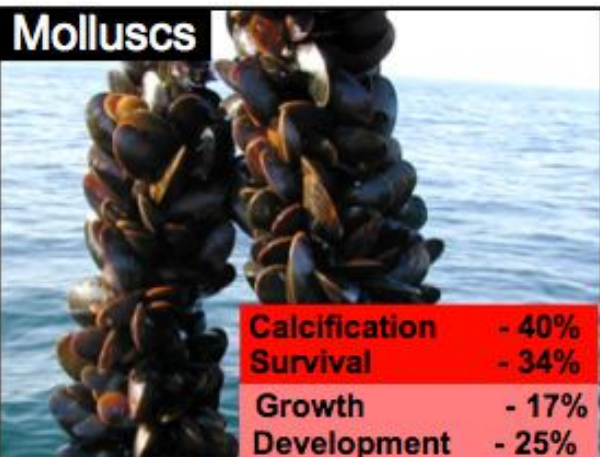 Molluscs
Calcification - 40%
Survival - 34%
Growth - 17%
Development - 25%